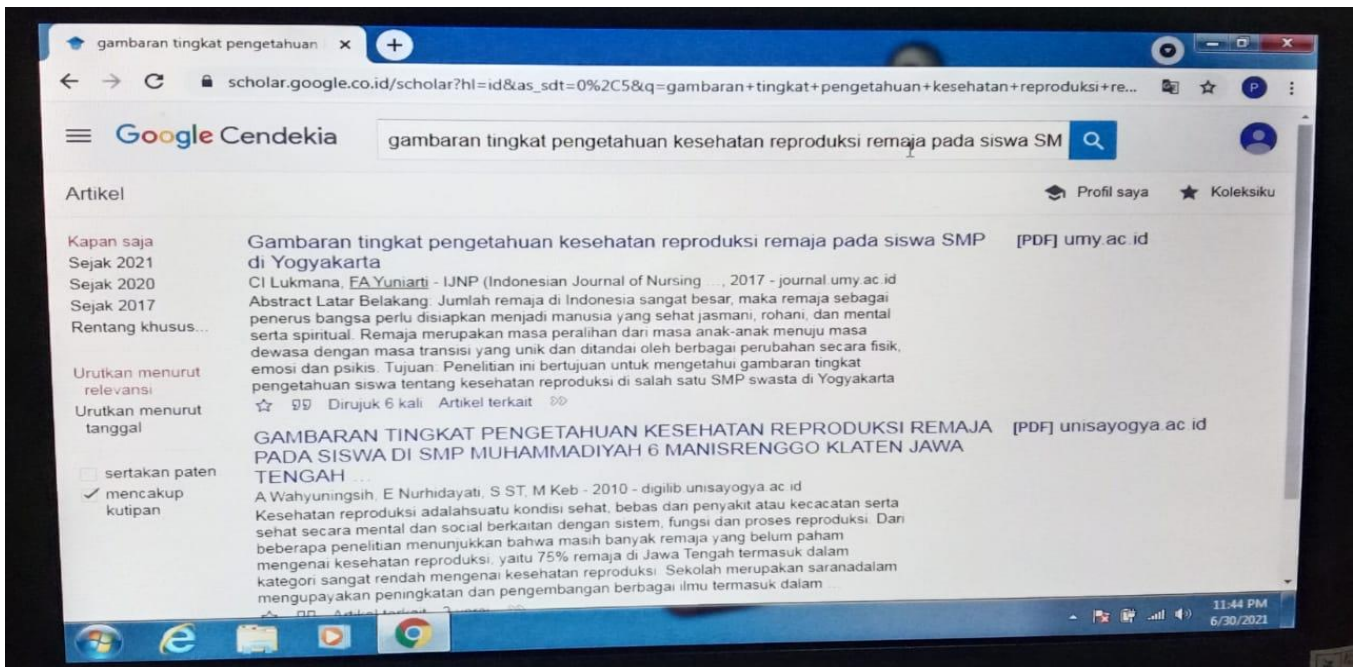 gambaran tingkat pengetahuan
scholar.google.co.id/scholar?hl=id&as_sdt=0%2C5&q=gambaran+tingkat+pengetahuan+kesehatan+reproduksi+re...
P
Google Cendekia
gambaran tingkat pengetahuan kesehatan reproduksi remaja pada siswa SM
Artikel
Profil saya
Koleksiku
Kapan saja
Sejak 2021
Sejak 2020
Sejak 2017
Rentang khusus...
Urutkan menurut
relevansi
Urutkan menurut
tanggal
sertakan paten
mencakup
kutipan
Gambaran tingkat pengetahuan kesehatan reproduksi remaja pada siswa SMP
di Yogyakarta
CI Lukmana, FA Yuniarti - IJNP (Indonesian Journal of Nursing ..., 2017 - journal.umy.ac.id
Abstract Latar Belakang: Jumlah remaja di Indonesia sangat besar, maka remaja sebagai
penerus bangsa perlu disiapkan menjadi manusia yang sehat jasmani, rohani, dan mental
serta spiritual. Remaja merupakan masa peralihan dari masa anak-anak menuju masa
dewasa dengan masa transisi yang unik dan ditandai oleh berbagai perubahan secara fisik,
emosi dan psikis. Tujuan: Penelitian ini bertujuan untuk mengetahui gambaran tingkat
pengetahuan siswa tentang kesehatan reproduksi di salah satu SMP swasta di Yogyakarta
Dirujuk 6 kali Artikel terkait
[PDF] umy.ac.id
GAMBARAN TINGKAT PENGETAHUAN KESEHATAN REPRODUKSI REMAJA
PADA SISWA DI SMP MUHAMMADIYAH 6 MANISRENGGO KLATEN JAWA
TENGAH ...
A Wahyuningsih, E Nurhidayati, S ST, M Keb - 2010 - digilib.unisayogya.ac.id
Kesehatan reproduksi adalahsuatu kondisi sehat, bebas dari penyakit atau kecacatan serta
sehat secara mental dan social berkaitan dengan sistem, fungsi dan proses reproduksi. Dari
beberapa penelitian menunjukkan bahwa masih banyak remaja yang belum paham
mengenai kesehatan reproduksi, yaitu 75% remaja di Jawa Tengah termasuk dalam
kategori sangat rendah mengenai kesehatan reproduksi. Sekolah merupakan saranadalam
mengupayakan peningkatan dan pengembangan berbagai ilmu termasuk dalam ...
[PDF] unisayogya.ac.id
11:44 PM
6/30/2021